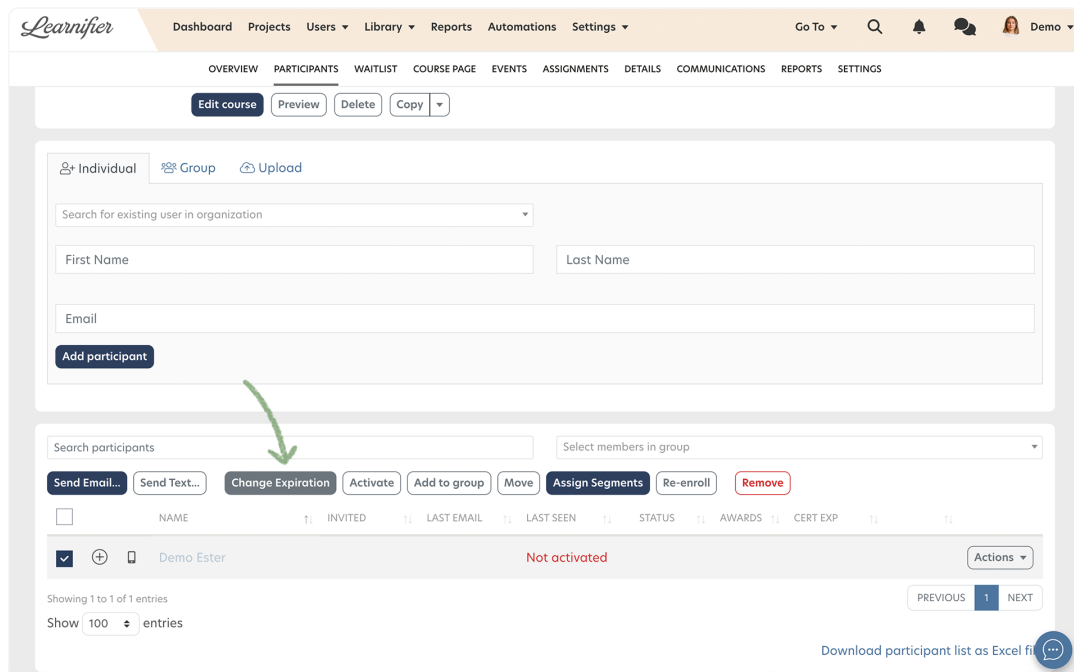 Learnifier Dashboard Projects Users Library Reports Automations Settings Go To Demo
OVERVIEW PARTICIPANTS WAITLIST COURSE PAGE EVENTS ASSIGNMENTS DETAILS COMMUNICATIONS REPORTS SETTINGS
Edit course Preview Delete Copy
Individual Group Upload
Search for existing user in organization
First Name Last Name
Email
Add participant
Search participants Select members in group
Send Email... Send Text... Change Expiration Activate Add to group Move Assign Segments Re-enroll Remove
NAME INVITED LAST EMAIL LAST SEEN STATUS AWARDS CERT EXP
Demo Ester Not activated Actions
Showing 1 to 1 of 1 entries PREVIOUS 1 NEXT
Show 100 entries
Download participant list as Excel